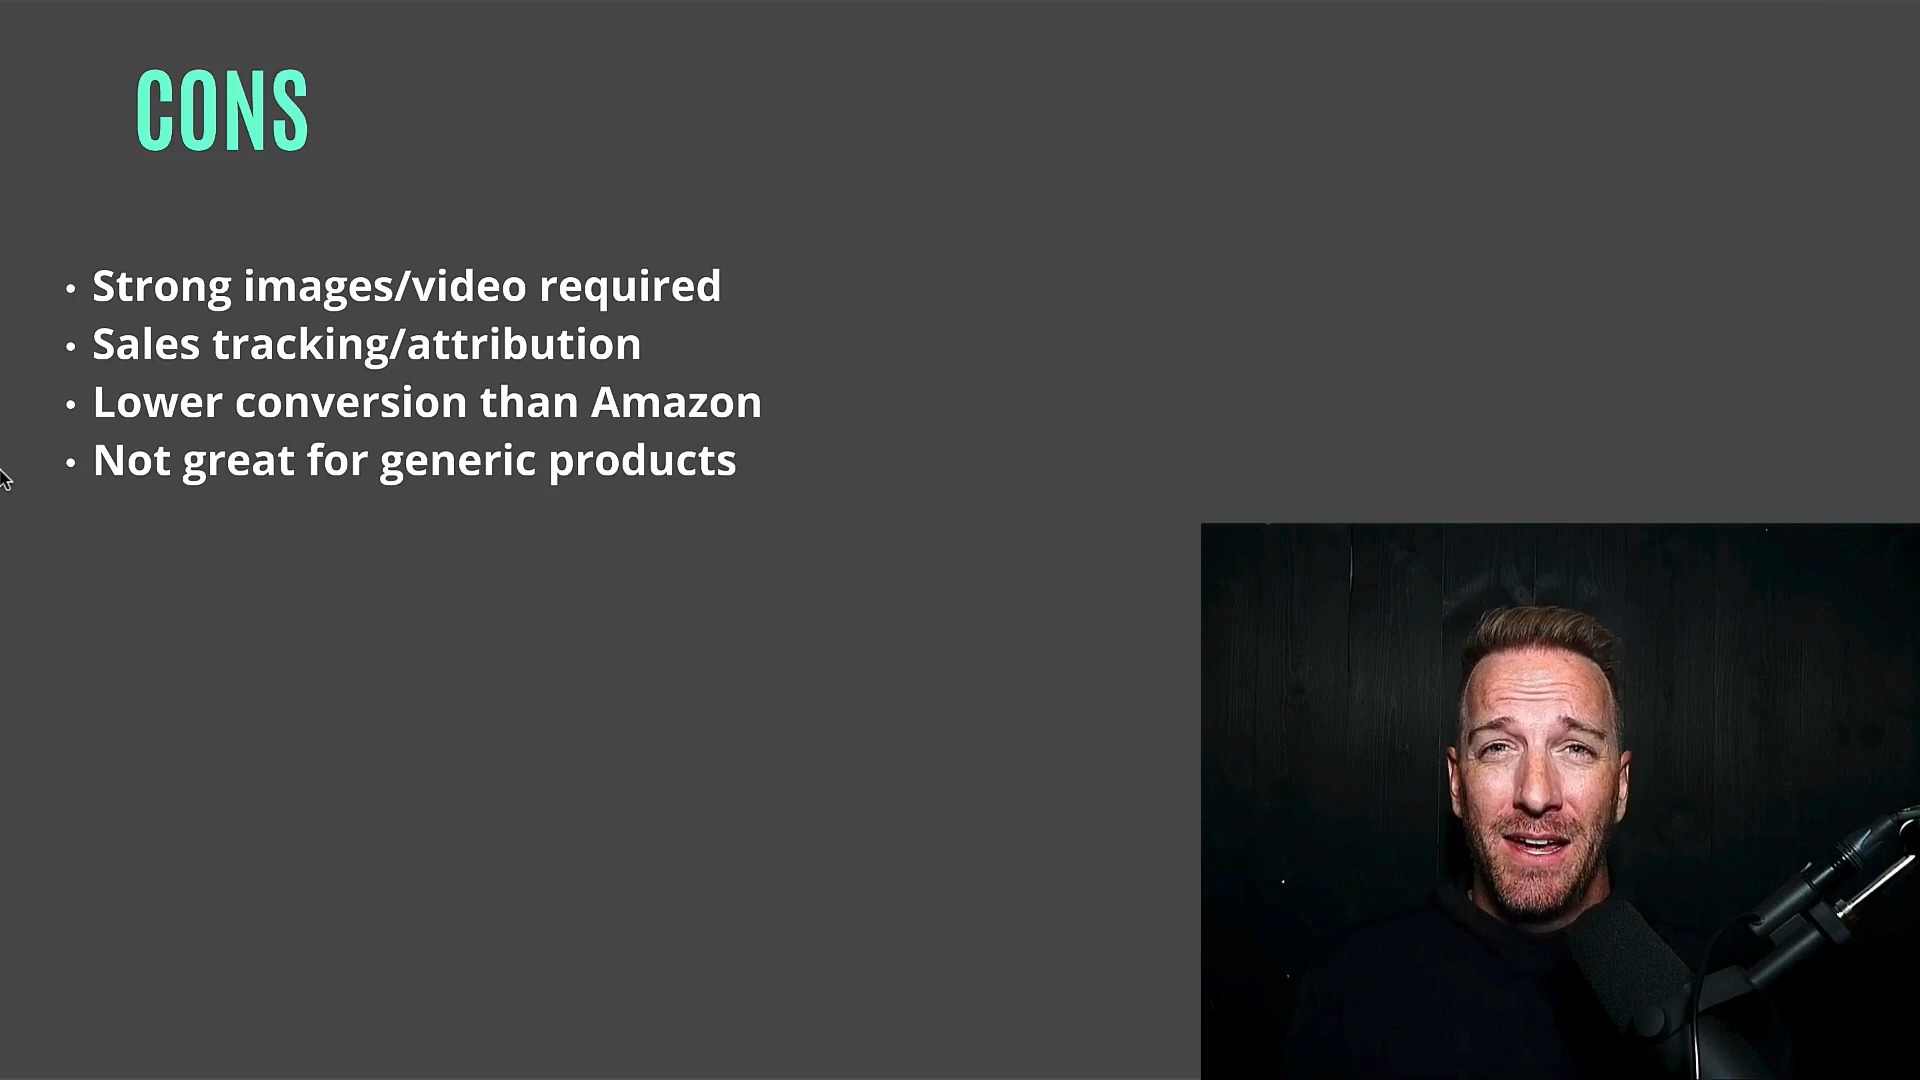 CONS
• Strong images/video required
• Sales tracking/attribution
• Lower conversion than Amazon
• Not great for generic products